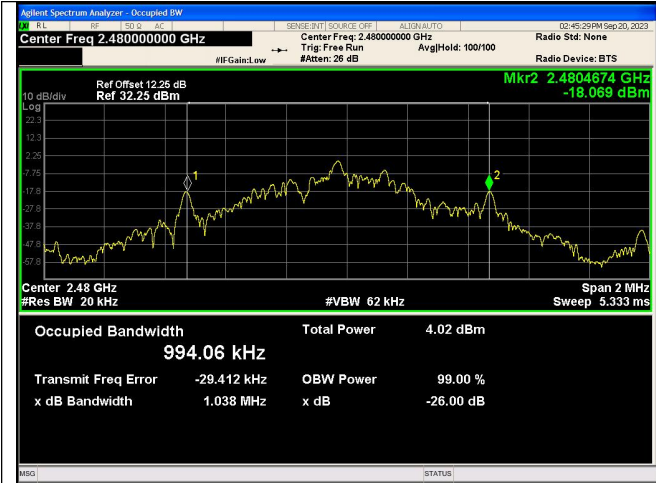 Agilent Spectrum Analyzer - Occupied BW
RL RF 50 Ω AC SENSE:INT SOURCE OFF ALIGN AUTO 02:45:29PM Sep 20, 2023
Center Freq 2.480000000 GHz Center Freq: 2.480000000 GHz Radio Std: None
Trig: Free Run Avg|Hold: 100/100
#IFGain:Low #Atten: 26 dB Radio Device: BTS
Mkr2 2.4804674 GHz
-18.069 dBm
Ref Offset 12.25 dB
10 dB/div Ref 32.25 dBm
Log
22.3
12.3
2.25
-7.75
-17.8
-27.8
-37.8
-47.8
-57.8
1
2
Center 2.48 GHz Span 2 MHz
#Res BW 20 kHz #VBW 62 kHz Sweep 5.333 ms
Occupied Bandwidth Total Power 4.02 dBm
994.06 kHz
Transmit Freq Error -29.412 kHz OBW Power 99.00 %
x dB Bandwidth 1.038 MHz x dB -26.00 dB
MSG STATUS